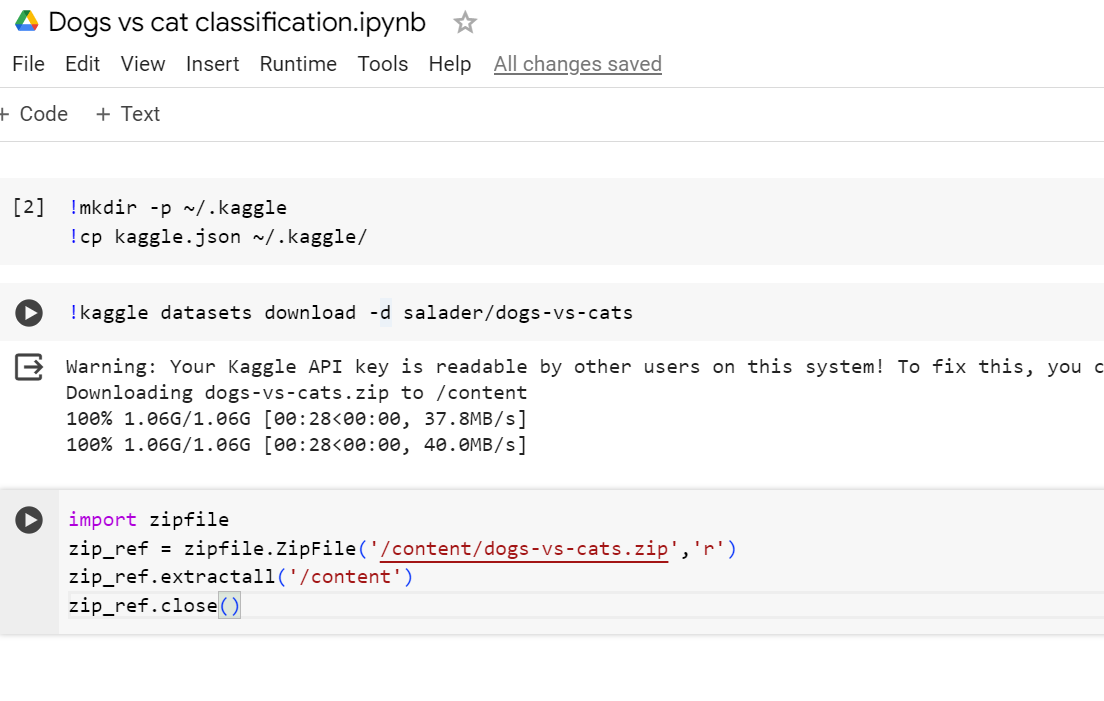 Dogs vs cat classification.ipynb
File Edit View Insert Runtime Tools Help All changes saved
+ Code + Text
[2] !mkdir -p ~/.kaggle
!cp kaggle.json ~/.kaggle/
!kaggle datasets download -d salader/dogs-vs-cats
Warning: Your Kaggle API key is readable by other users on this system! To fix this, you c
Downloading dogs-vs-cats.zip to /content
100% 1.06G/1.06G [00:28<00:00, 37.8MB/s]
100% 1.06G/1.06G [00:28<00:00, 40.0MB/s]
import zipfile
zip_ref = zipfile.ZipFile('/content/dogs-vs-cats.zip','r')
zip_ref.extractall('/content')
zip_ref.close()